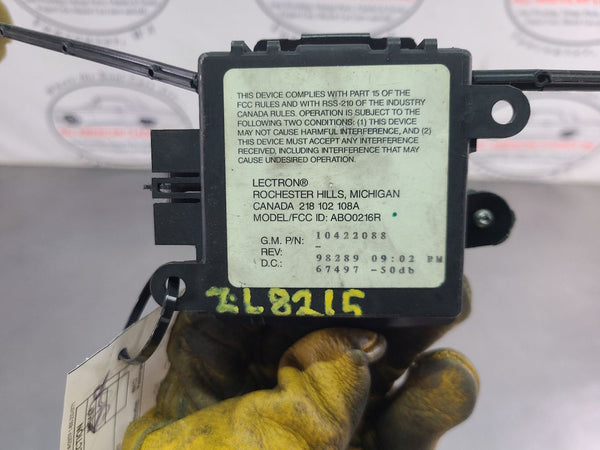 THIS DEVICE COMPLIES WITH PART 15 OF THE
FCC RULES AND WITH RSS-210 OF THE INDUSTRY
CANADA RULES. OPERATION IS SUBJECT TO THE
FOLLOWING TWO CONDITIONS: (1) THIS DEVICE
MAY NOT CAUSE HARMFUL INTERFERENCE, AND (2)
THIS DEVICE MUST ACCEPT ANY INTERFERENCE
RECEIVED, INCLUDING INTERFERENCE THAT MAY
CAUSE UNDESIRED OPERATION.
LECTRON®
ROCHESTER HILLS, MICHIGAN
CANADA 218 102 108A
MODEL/FCC ID: ABO0216R
G.M. P/N: 10422088
REV: -
D.C.: 98289 09:02 PM
67497 -50db
ZL8215